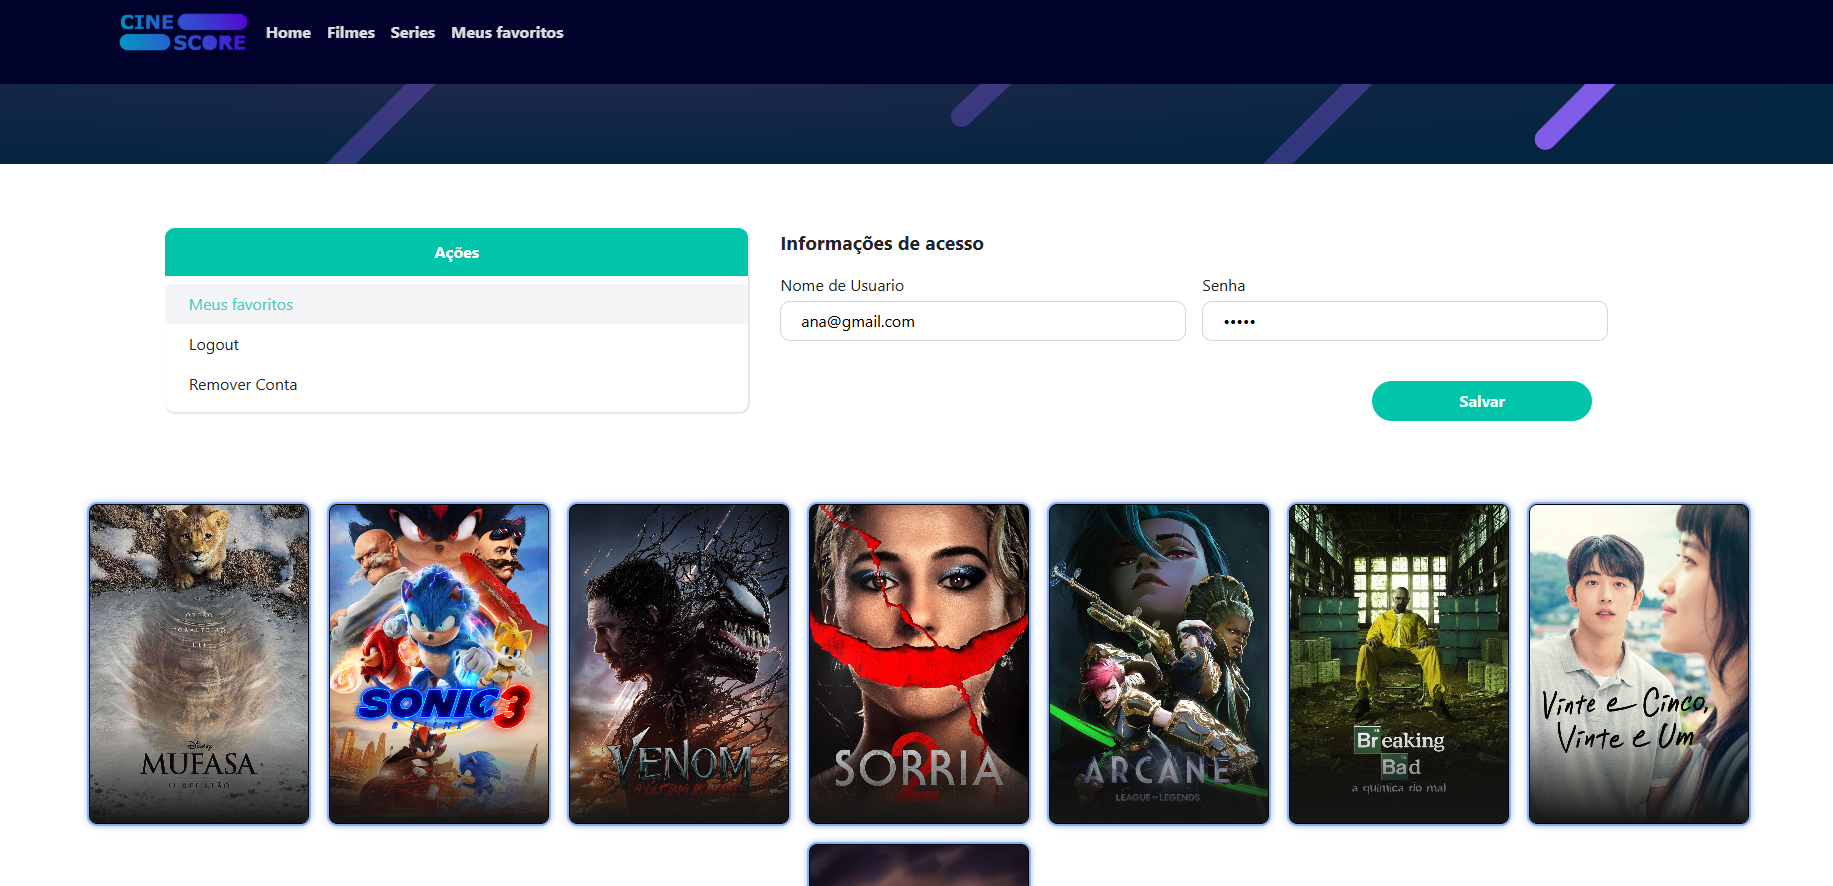 CINE
SCORE
Home Filmes Series Meus favoritos
Ações
Meus favoritos
Logout
Remover Conta
Informações de acesso
Nome de Usuario Senha
ana@gmail.com •••••
Salvar
Disney
MUFASA
O REI LEÃO
SONIC 3
VENOM
SORRIA
2
ARCANE
LEAGUE OF LEGENDS
Breaking
Bad
a química do mal
Vinte e Cinco,
Vinte e Um